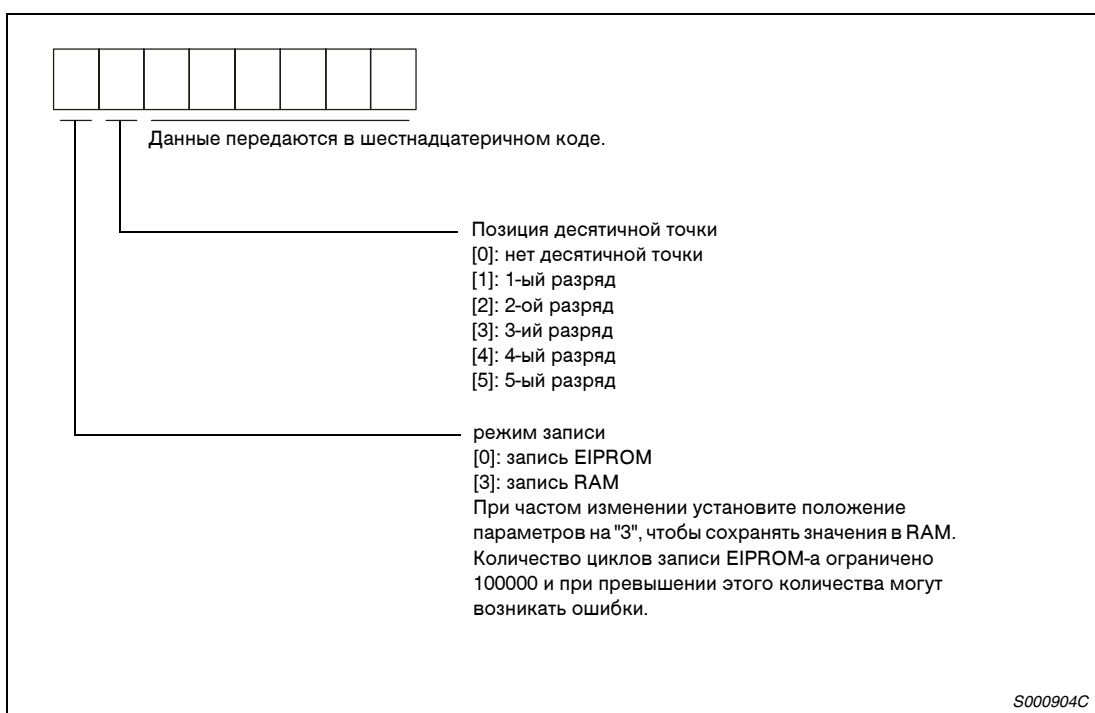 Данные передаются в шестнадцатеричном коде.
Позиция десятичной точки
[0]: нет десятичной точки
[1]: 1-ый разряд
[2]: 2-ой разряд
[3]: 3-ий разряд
[4]: 4-ый разряд
[5]: 5-ый разряд
режим записи
[0]: запись EIPROM
[3]: запись RAM
При частом изменении установите положение
параметров на "3", чтобы сохранять значения в RAM.
Количество циклов записи EIPROM-а ограничено
100000 и при превышении этого количества могут
возникать ошибки.
S000904C